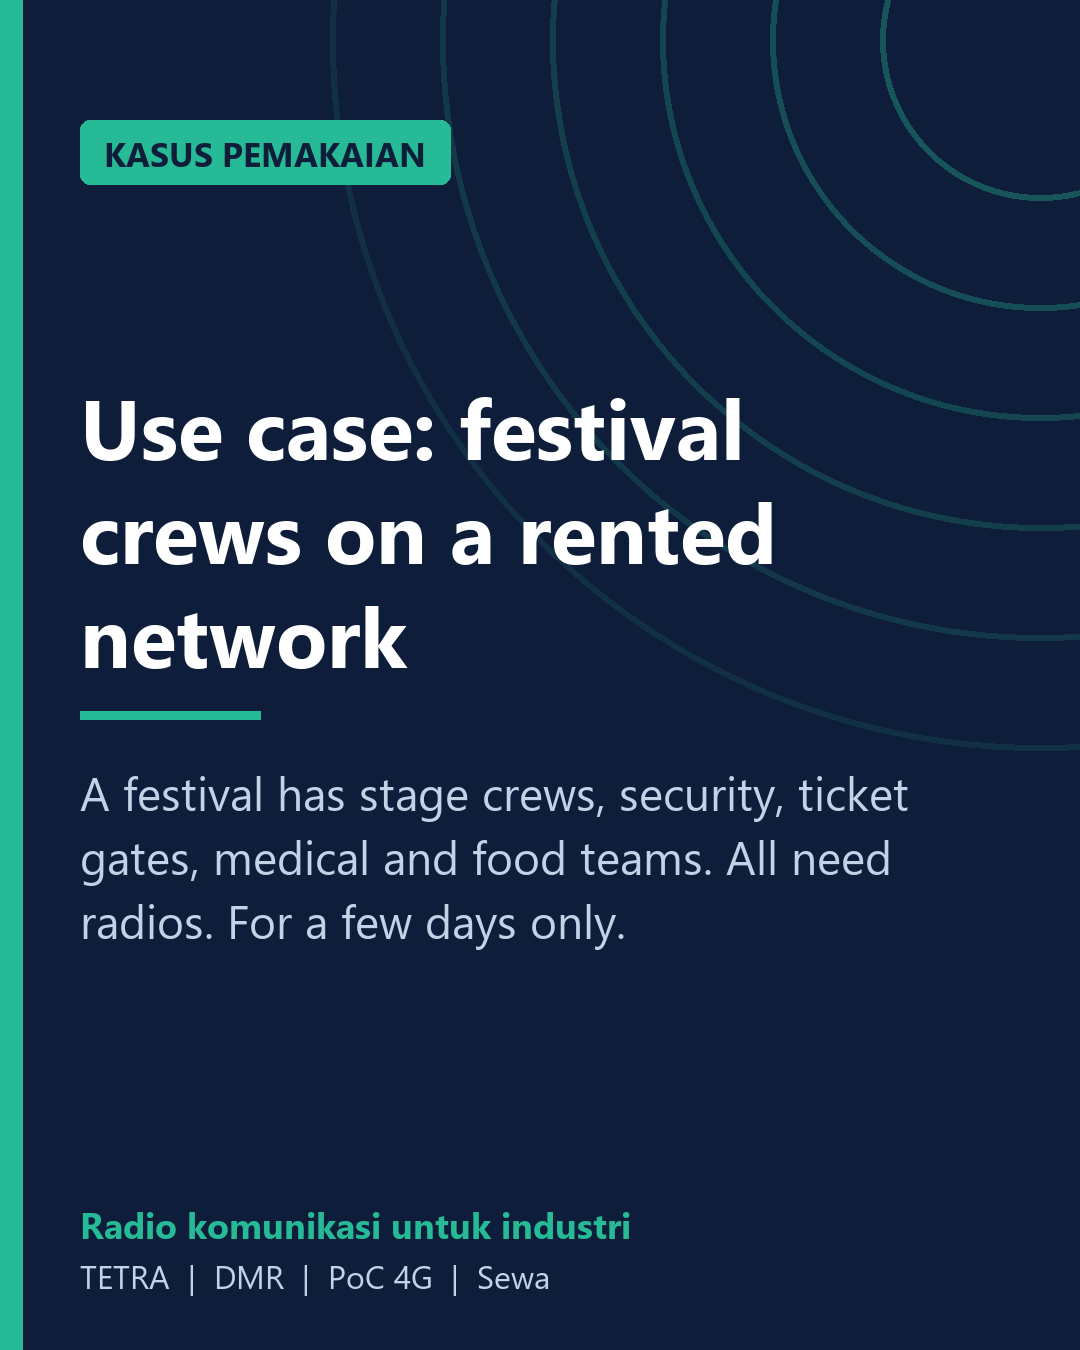 KASUS PEMAKAIAN
Use case: festival
crews on a rented
network
A festival has stage crews, security, ticket
gates, medical and food teams. All need
radios. For a few days only.
Radio komunikasi untuk industri
TETRA | DMR | PoC 4G | Sewa